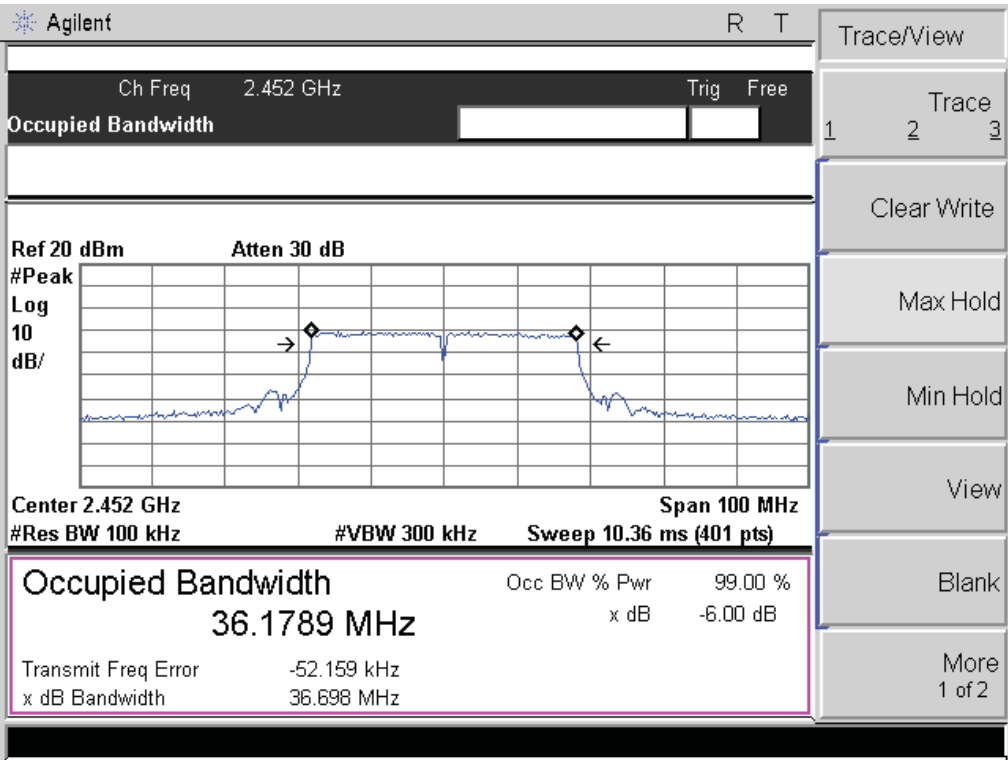 Agilent R T
Ch Freq 2.452 GHz Trig Free
Occupied Bandwidth
Ref 20 dBm Atten 30 dB
#Peak
Log
10
dB/
Center 2.452 GHz Span 100 MHz
#Res BW 100 kHz #VBW 300 kHz Sweep 10.36 ms (401 pts)
Occupied Bandwidth Occ BW % Pwr 99.00 %
36.1789 MHz x dB -6.00 dB
Transmit Freq Error -52.159 kHz
x dB Bandwidth 36.698 MHz
Trace/View
Trace
1 2 3
Clear Write
Max Hold
Min Hold
View
Blank
More
1 of 2